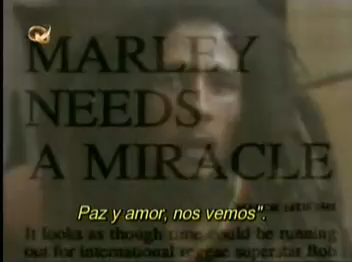 MARLEY
NEEDS
A MIRACLE
Paz y amor, nos vemos".
It looks as though time could be running
out for international reggae superstar Bob